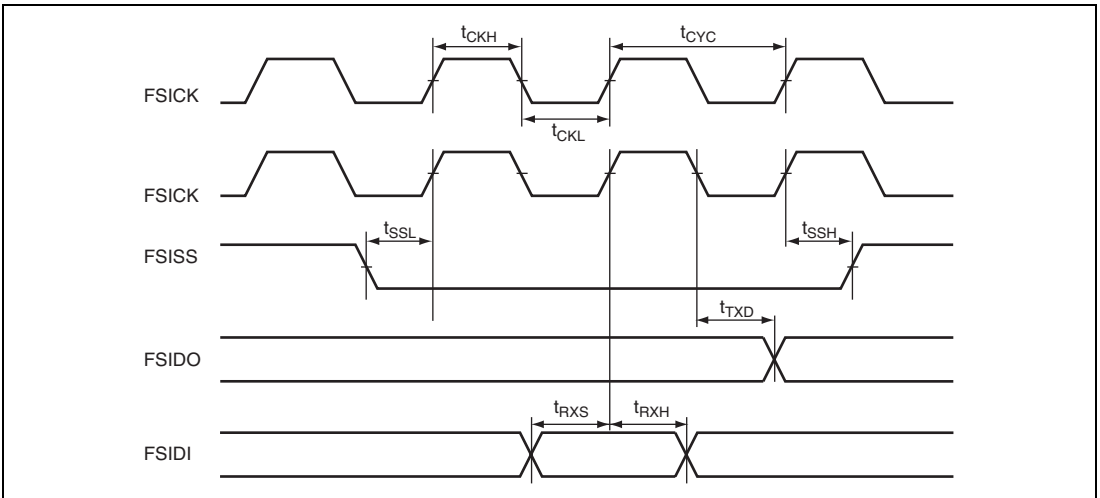 tCKH
tCYC
FSICK
tCKL
FSICK
tSSL
tSSH
FSISS
tTXD
FSIDO
tRXS
tRXH
FSIDI